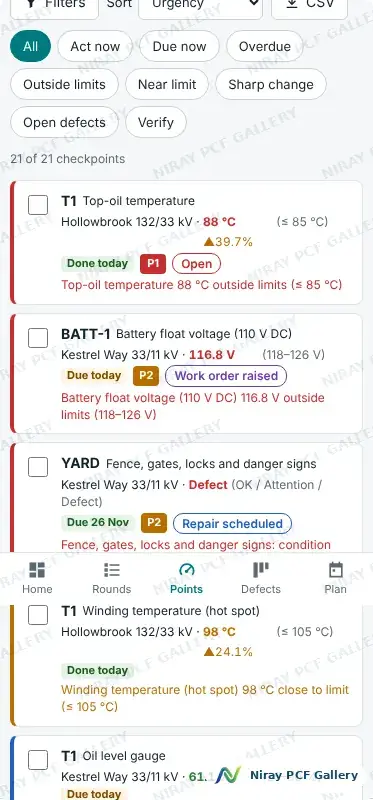 Filters Sort Urgency CSV
All Act now Due now Overdue
Outside limits Near limit Sharp change
Open defects Verify
21 of 21 checkpoints
T1 Top-oil temperature
Hollowbrook 132/33 kV · 88 °C (≤ 85 °C)
▲39.7%
Done today P1 Open
Top-oil temperature 88 °C outside limits (≤ 85 °C)
BATT-1 Battery float voltage (110 V DC)
Kestrel Way 33/11 kV · 116.8 V (118–126 V)
Due today P2 Work order raised
Battery float voltage (110 V DC) 116.8 V outside
limits (118–126 V)
YARD Fence, gates, locks and danger signs
Kestrel Way 33/11 kV · Defect (OK / Attention /
Defect)
Due 26 Nov P2 Repair scheduled
Fence, gates, locks and danger signs: condition
Home Rounds Points Defects Plan
T1 Winding temperature (hot spot)
Hollowbrook 132/33 kV · 98 °C (≤ 105 °C)
▲24.1%
Done today
Winding temperature (hot spot) 98 °C close to limit
(≤ 105 °C)
T1 Oil level gauge
Kestrel Way 33/11 kV · 61.
Due today
Niray PCF Gallery
NIRAY PCF GALLERY